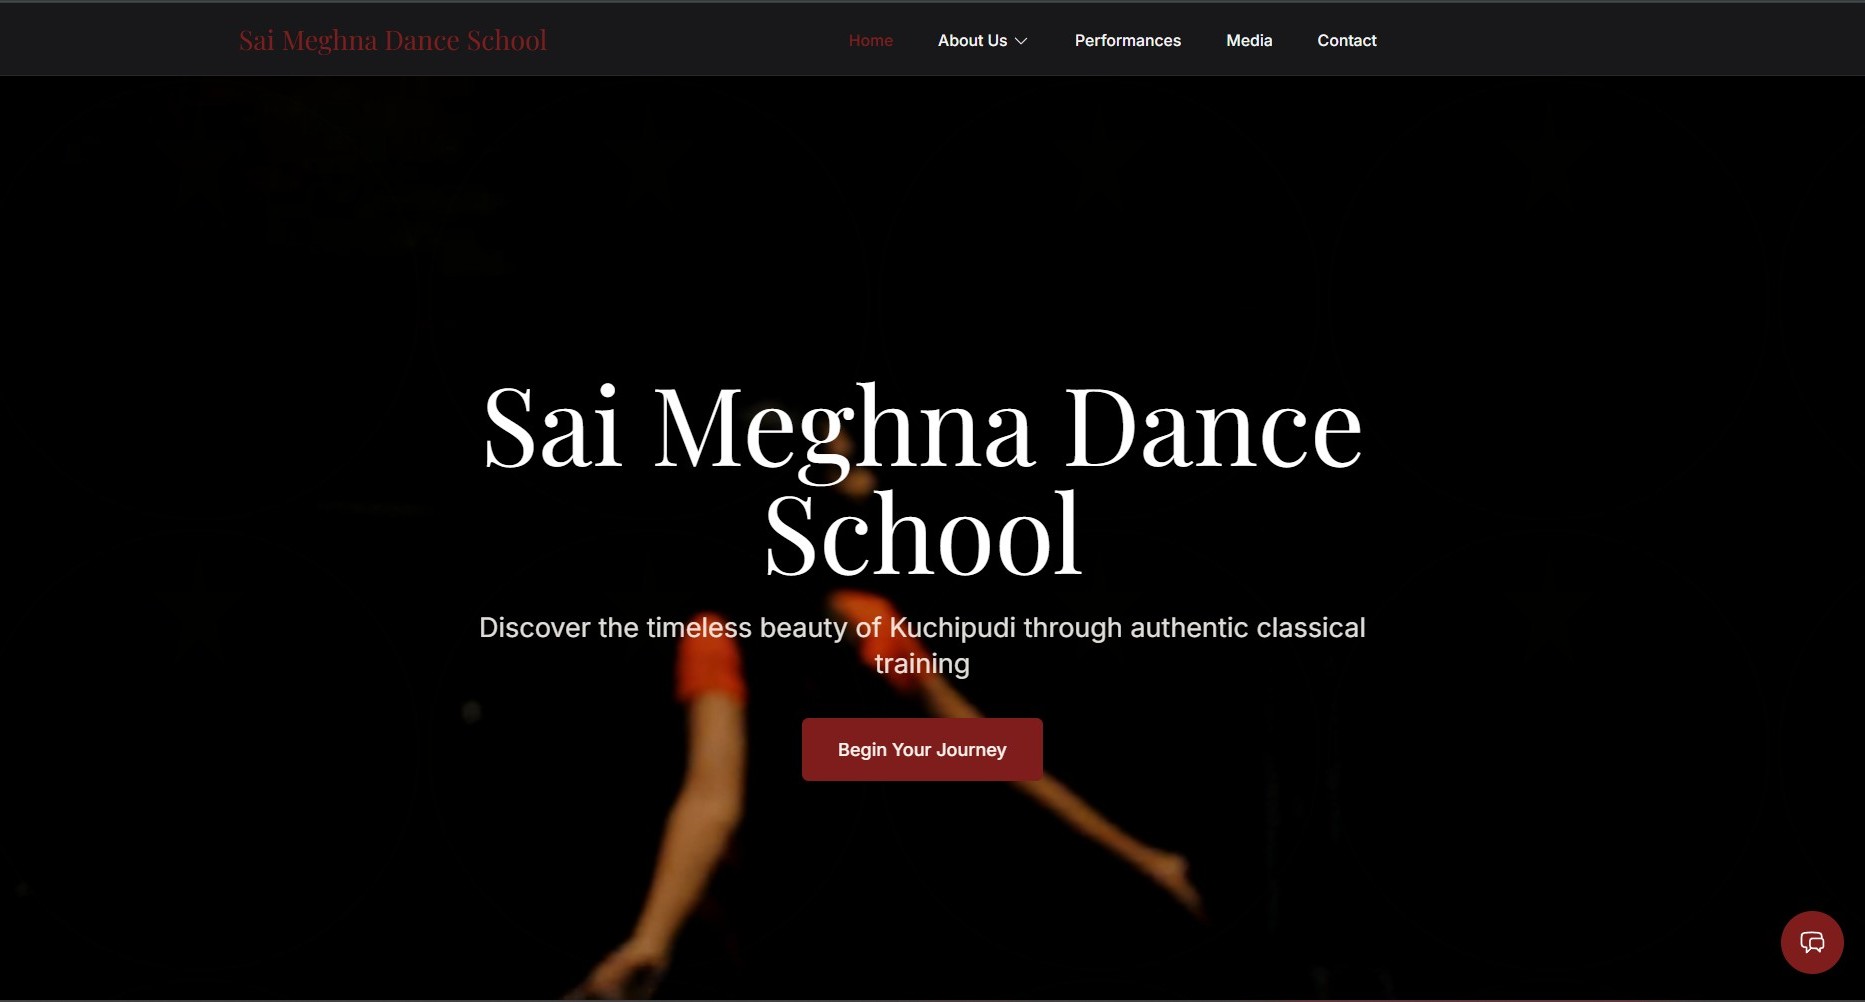 Sai Meghna Dance School
Home About Us Performances Media Contact
Sai Meghna Dance
School
Discover the timeless beauty of Kuchipudi through authentic classical
training
Begin Your Journey